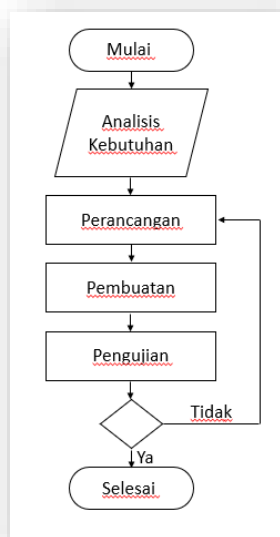 Mulai
Analisis
Kebutuhan
Perancangan
Pembuatan
Pengujian
Tidak
Ya
Selesai